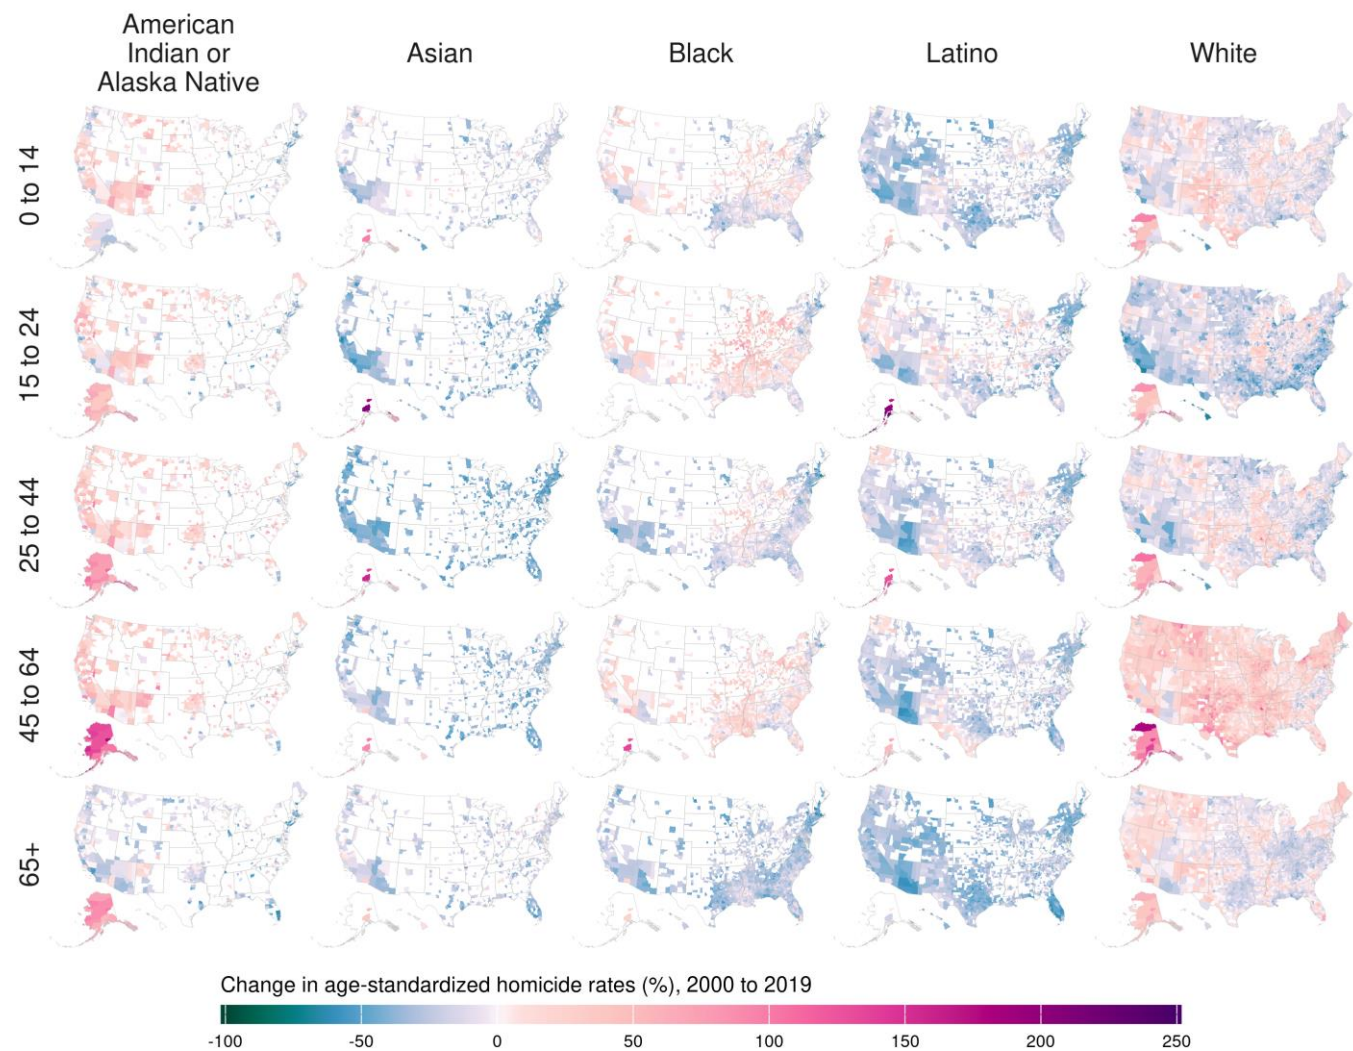 American
Indian or
Alaska Native
Asian
Black
Latino
White
0 to 14
15 to 24
25 to 44
45 to 64
65+
Change in age-standardized homicide rates (%), 2000 to 2019
-100 -50 0 50 100 150 200 250